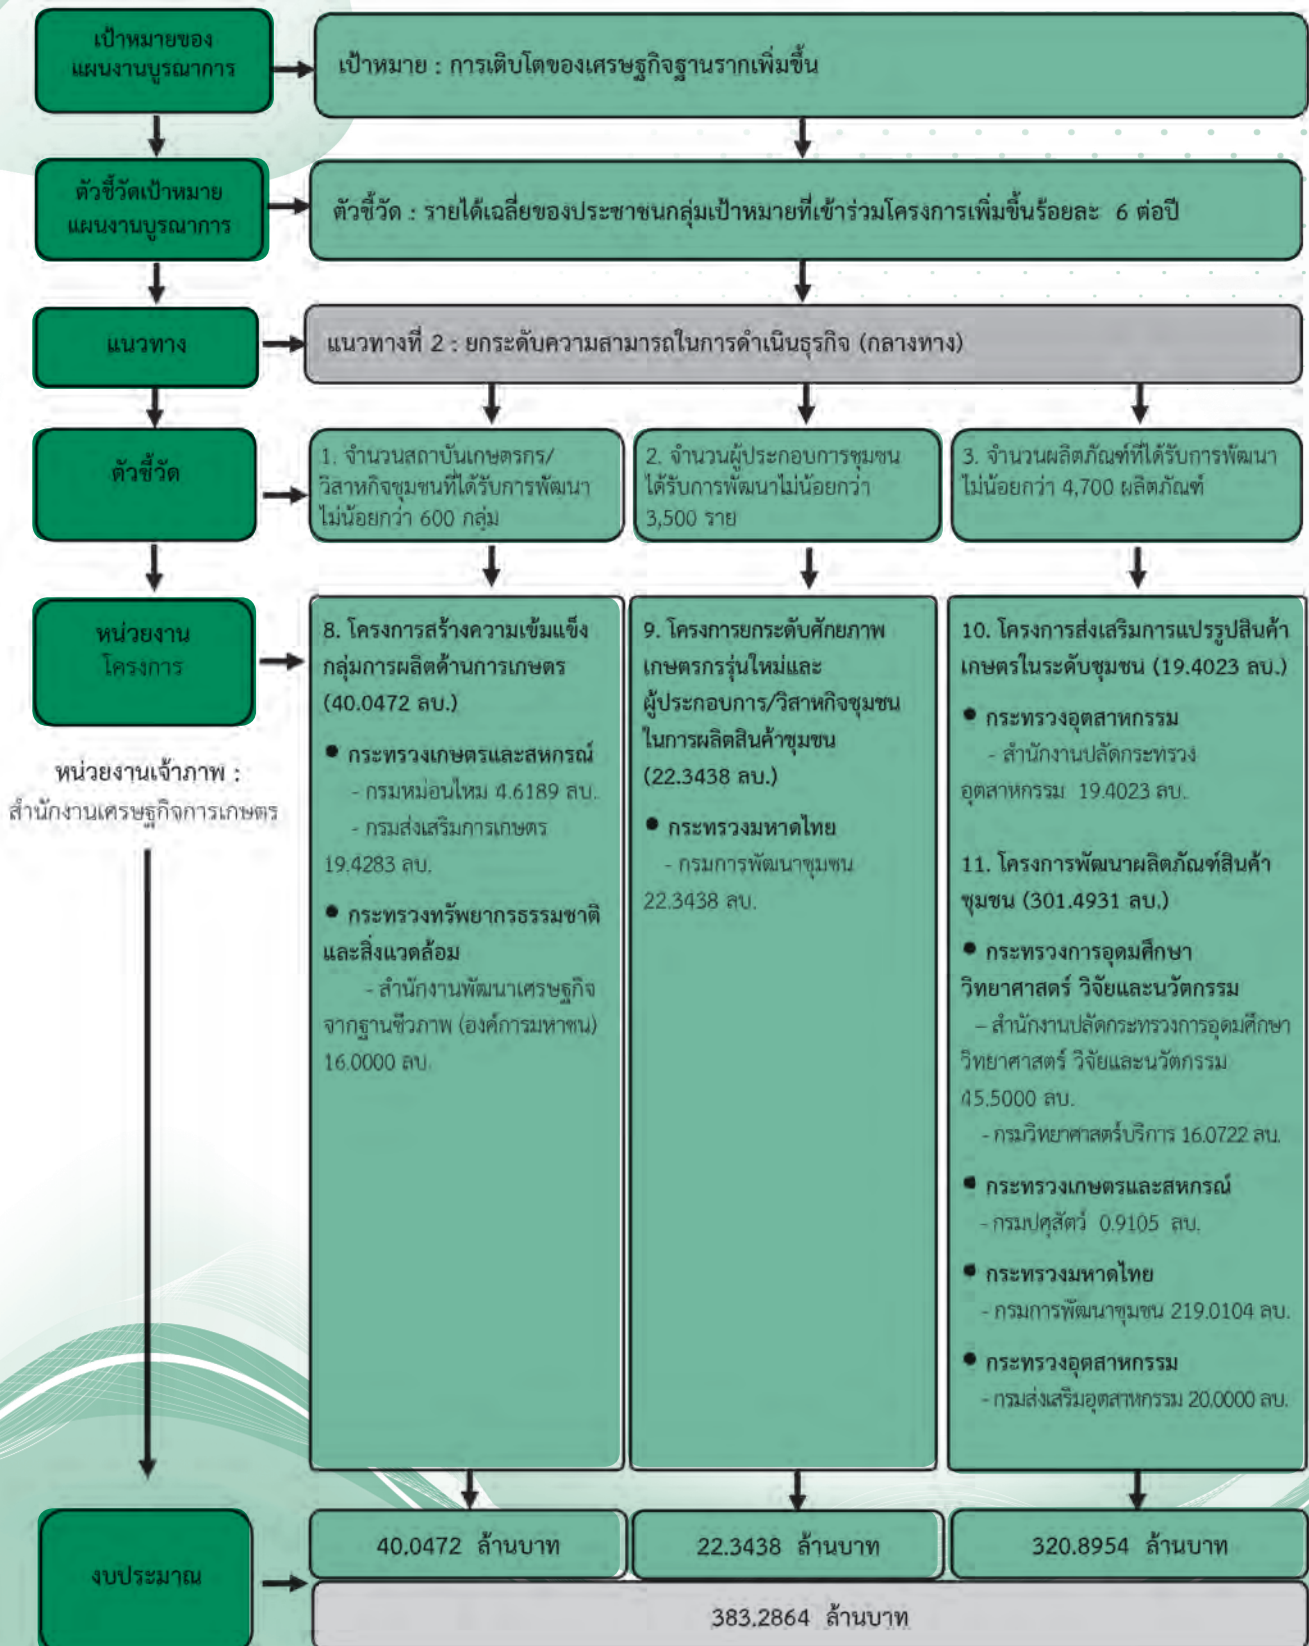 เป้าหมายของ
แผนงานบูรณาการ
เป้าหมาย : การเติบโตของเศรษฐกิจฐานรากเพิ่มขึ้น
ตัวชี้วัดเป้าหมาย
แผนงานบูรณาการ
ตัวชี้วัด : รายได้เฉลี่ยของประชาชนกลุ่มเป้าหมายที่เข้าร่วมโครงการเพิ่มขึ้นร้อยละ 6 ต่อปี
แนวทาง
แนวทางที่ 2 : ยกระดับความสามารถในการดำเนินธุรกิจ (กลางทาง)
ตัวชี้วัด
1. จำนวนสถาบันเกษตรกร/
วิสาหกิจชุมชนที่ได้รับการพัฒนา
ไม่น้อยกว่า 600 กลุ่ม
2. จำนวนผู้ประกอบการชุมชน
ได้รับการพัฒนาไม่น้อยกว่า
3,500 ราย
3. จำนวนผลิตภัณฑ์ที่ได้รับการพัฒนา
ไม่น้อยกว่า 4,700 ผลิตภัณฑ์
หน่วยงาน
โครงการ
หน่วยงานเจ้าภาพ :
สำนักงานเศรษฐกิจการเกษตร
8. โครงการสร้างความเข้มแข็ง
กลุ่มการผลิตด้านการเกษตร
(40.0472 ลบ.)
● กระทรวงเกษตรและสหกรณ์
- กรมหม่อนไหม 4.6189 ลบ.
- กรมส่งเสริมการเกษตร
19.4283 ลบ.
● กระทรวงทรัพยากรธรรมชาติ
และสิ่งแวดล้อม
- สำนักงานพัฒนาเศรษฐกิจ
จากฐานชีวภาพ (องค์การมหาชน)
16.0000 ลบ.
9. โครงการยกระดับศักยภาพ
เกษตรกรรุ่นใหม่และ
ผู้ประกอบการ/วิสาหกิจชุมชน
ในการผลิตสินค้าชุมชน
(22.3438 ลบ.)
● กระทรวงมหาดไทย
- กรมการพัฒนาชุมชน
22.3438 ลบ.
10. โครงการส่งเสริมการแปรรูปสินค้า
เกษตรในระดับชุมชน (19.4023 ลบ.)
● กระทรวงอุตสาหกรรม
- สำนักงานปลัดกระทรวง
อุตสาหกรรม 19.4023 ลบ.
11. โครงการพัฒนาผลิตภัณฑ์สินค้า
ชุมชน (301.4931 ลบ.)
● กระทรวงการอุดมศึกษา
วิทยาศาสตร์ วิจัยและนวัตกรรม
– สำนักงานปลัดกระทรวงการอุดมศึกษา
วิทยาศาสตร์ วิจัยและนวัตกรรม
45.5000 ลบ.
- กรมวิทยาศาสตร์บริการ 16.0722 ลบ.
● กระทรวงเกษตรและสหกรณ์
- กรมปศุสัตว์ 0.9105 ลบ.
● กระทรวงมหาดไทย
- กรมการพัฒนาชุมชน 219.0104 ลบ.
● กระทรวงอุตสาหกรรม
- กรมส่งเสริมอุตสาหกรรม 20.0000 ลบ.
งบประมาณ
40.0472 ล้านบาท
22.3438 ล้านบาท
320.8954 ล้านบาท
383.2864 ล้านบาท